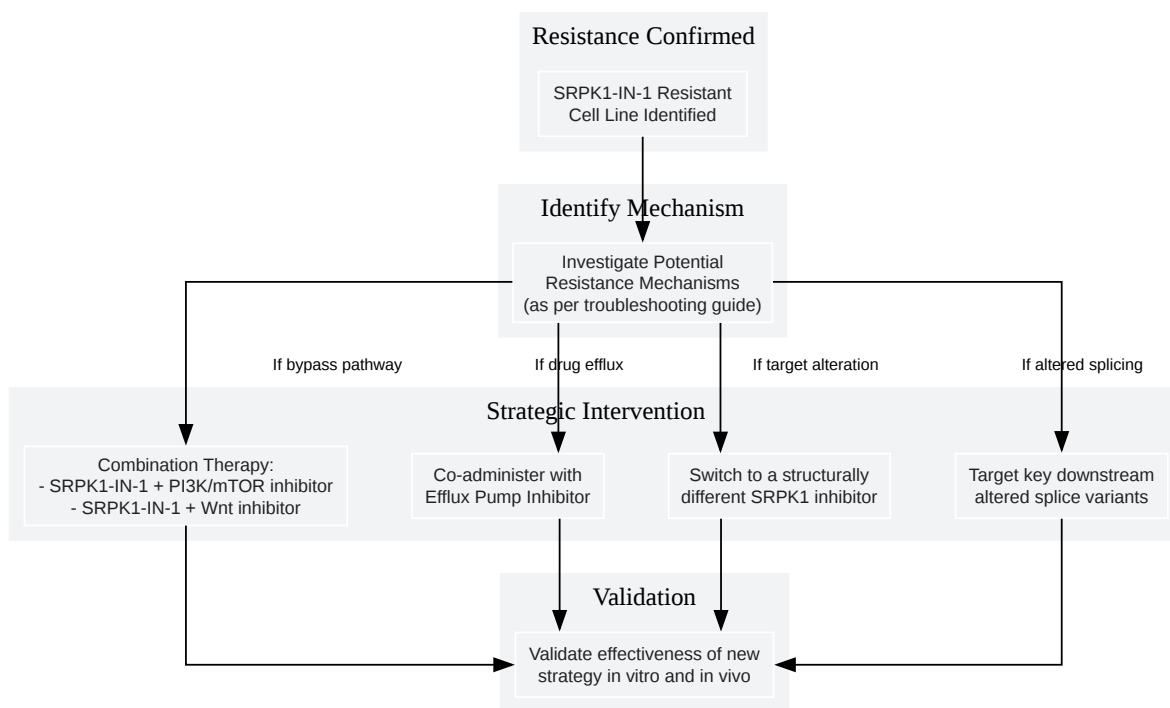 Resistance Confirmed
SRPK1-IN-1 Resistant
Cell Line Identified
Identify Mechanism
Investigate Potential
Resistance Mechanisms
(as per troubleshooting guide)
If bypass pathway
If drug efflux
If target alteration
If altered splicing
Strategic Intervention
Combination Therapy:
- SRPK1-IN-1 + PI3K/mTOR inhibitor
- SRPK1-IN-1 + Wnt inhibitor
Co-administer with
Efflux Pump Inhibitor
Switch to a structurally
different SRPK1 inhibitor
Target key downstream
altered splice variants
Validation
Validate effectiveness of new
strategy in vitro and in vivo